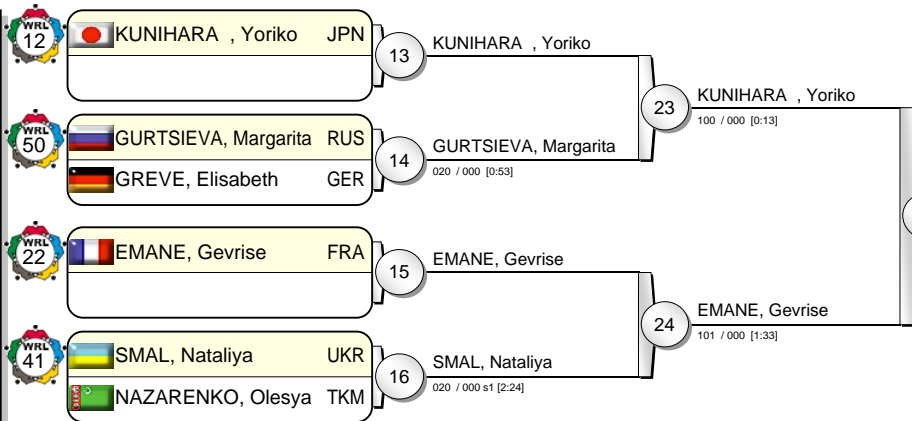 WRL
12
KUNIHARA , Yoriko JPN
13
KUNIHARA , Yoriko
WRL
50
GURTSIEVA, Margarita RUS
GREVE, Elisabeth GER
14
GURTSIEVA, Margarita
020 / 000 [0:53]
23
KUNIHARA , Yoriko
100 / 000 [0:13]
WRL
22
EMANE, Gevrise FRA
15
EMANE, Gevrise
WRL
41
SMAL, Nataliya UKR
NAZARENKO, Olesya TKM
16
SMAL, Nataliya
020 / 000 s1 [2:24]
24
EMANE, Gevrise
101 / 000 [1:33]